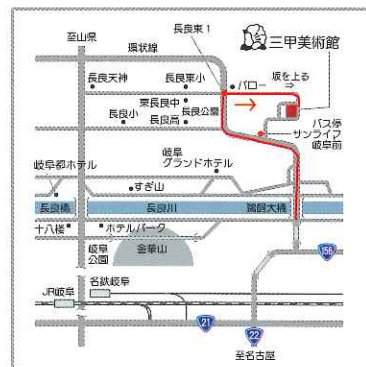 至山県
長良東1
三甲美術館
環状線
長良天神
長良東小
バロー
坂を上る
⇒
東長良中
長良公園
長良小
長良高
バス停
サンライフ
岐阜前
岐阜都ホテル
岐阜
グランドホテル
すぎ山
長良橋
長良川
鵜飼大橋
十八楼
ホテルパーク
岐阜
公園
金華山
156
名鉄岐阜
JR岐阜
21
22
至名古屋